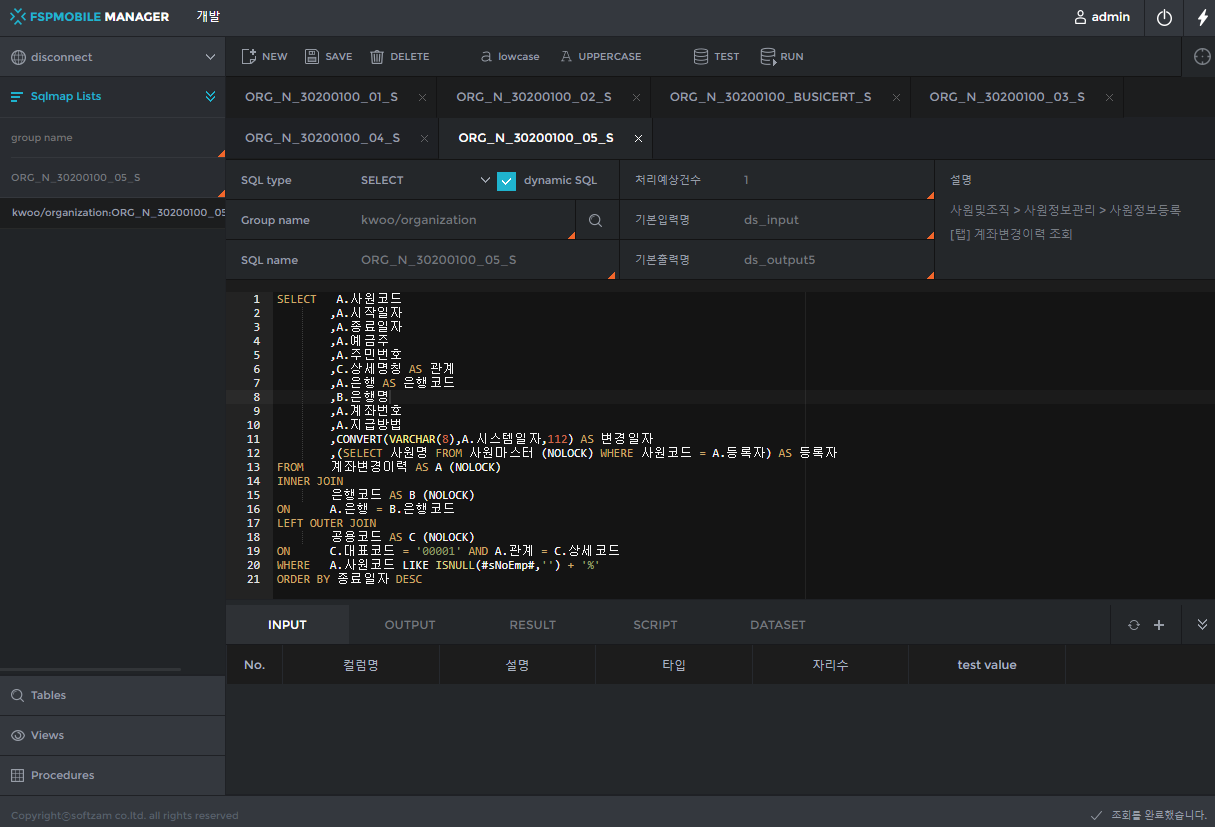 FSPMOBILE MANAGER 개발 admin
disconnect
NEW SAVE DELETE a lowcase A UPPERCASE TEST RUN
Sqlmap Lists
group name
ORG_N_30200100_05_S
kwoo/organization:ORG_N_30200100_05
ORG_N_30200100_01_S × ORG_N_30200100_02_S × ORG_N_30200100_BUSICERT_S × ORG_N_30200100_03_S ×
ORG_N_30200100_04_S × ORG_N_30200100_05_S ×
SQL type SELECT dynamic SQL 처리예상건수 1 설명
Group name kwoo/organization 기본입력명 ds_input
SQL name ORG_N_30200100_05_S 기본출력명 ds_output5
사원및조직 > 사원정보관리 > 사원정보등록
[탭] 계좌변경이력 조회
1 SELECT A.사원코드
2 ,A.시작일자
3 ,A.종료일자
4 ,A.예금주
5 ,A.주민번호
6 ,C.상세명칭 AS 관계
7 ,A.은행 AS 은행코드
8 ,B.은행명
9 ,A.계좌번호
10 ,A.지급방법
11 ,CONVERT(VARCHAR(8),A.시스템일자,112) AS 변경일자
12 ,(SELECT 사원명 FROM 사원마스터 (NOLOCK) WHERE 사원코드 = A.등록자) AS 등록자
13 FROM 계좌변경이력 AS A (NOLOCK)
14 INNER JOIN
15 은행코드 AS B (NOLOCK)
16 ON A.은행 = B.은행코드
17 LEFT OUTER JOIN
18 공용코드 AS C (NOLOCK)
19 ON C.대표코드 = '00001' AND A.관계 = C.상세코드
20 WHERE A.사원코드 LIKE ISNULL(#sNoEmp#,'') + '%'
21 ORDER BY 종료일자 DESC
INPUT OUTPUT RESULT SCRIPT DATASET
No. 컬럼명 설명 타입 자리수 test value
Tables
Views
Procedures
Copyrightⓒsoftzam co.ltd. all rights reserved 조회를 완료했습니다.